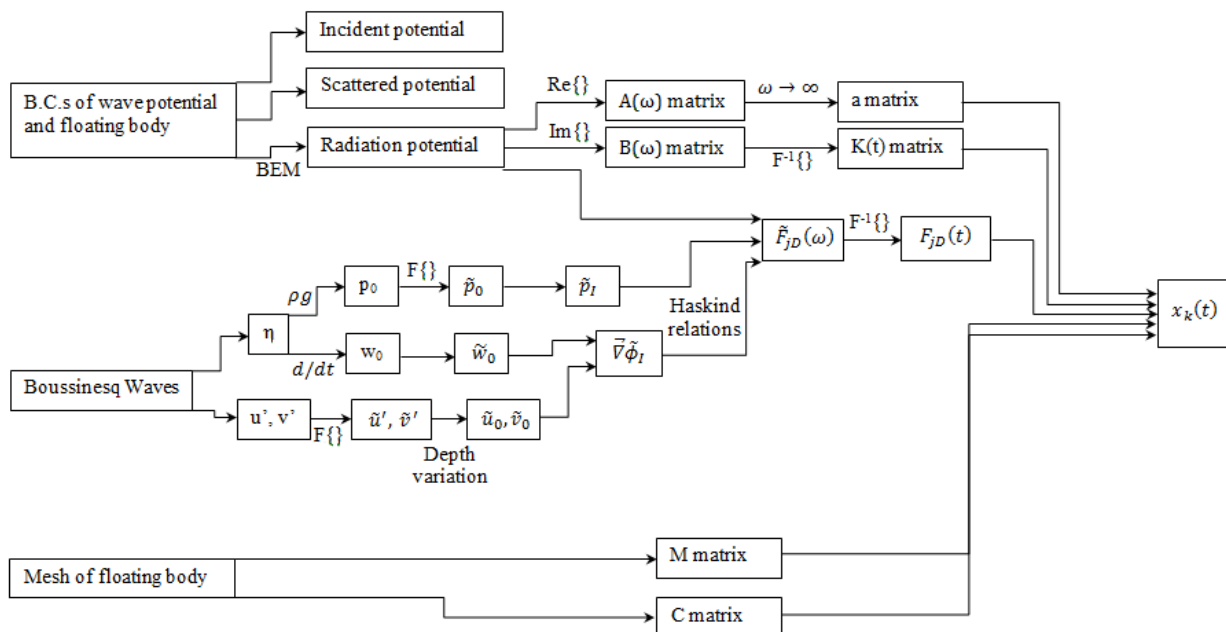 Incident potential
Scattered potential
B.C.s of wave potential
and floating body
Radiation potential
BEM
Re{}
A(ω) matrix
ω → ∞
a matrix
Im{}
B(ω) matrix
F⁻¹{}
K(t) matrix
F̃ⱼD(ω)
F⁻¹{}
FⱼD(t)
ρg
p₀
F{}
p̃₀
p̃I
Haskind
relations
xₖ(t)
η
d/dt
w₀
w̃₀
∇⃗ϕ̃I
Boussinesq Waves
u’, v’
F{}
ũ′, ṽ′
ũ₀, ṽ₀
Depth
variation
M matrix
Mesh of floating body
C matrix